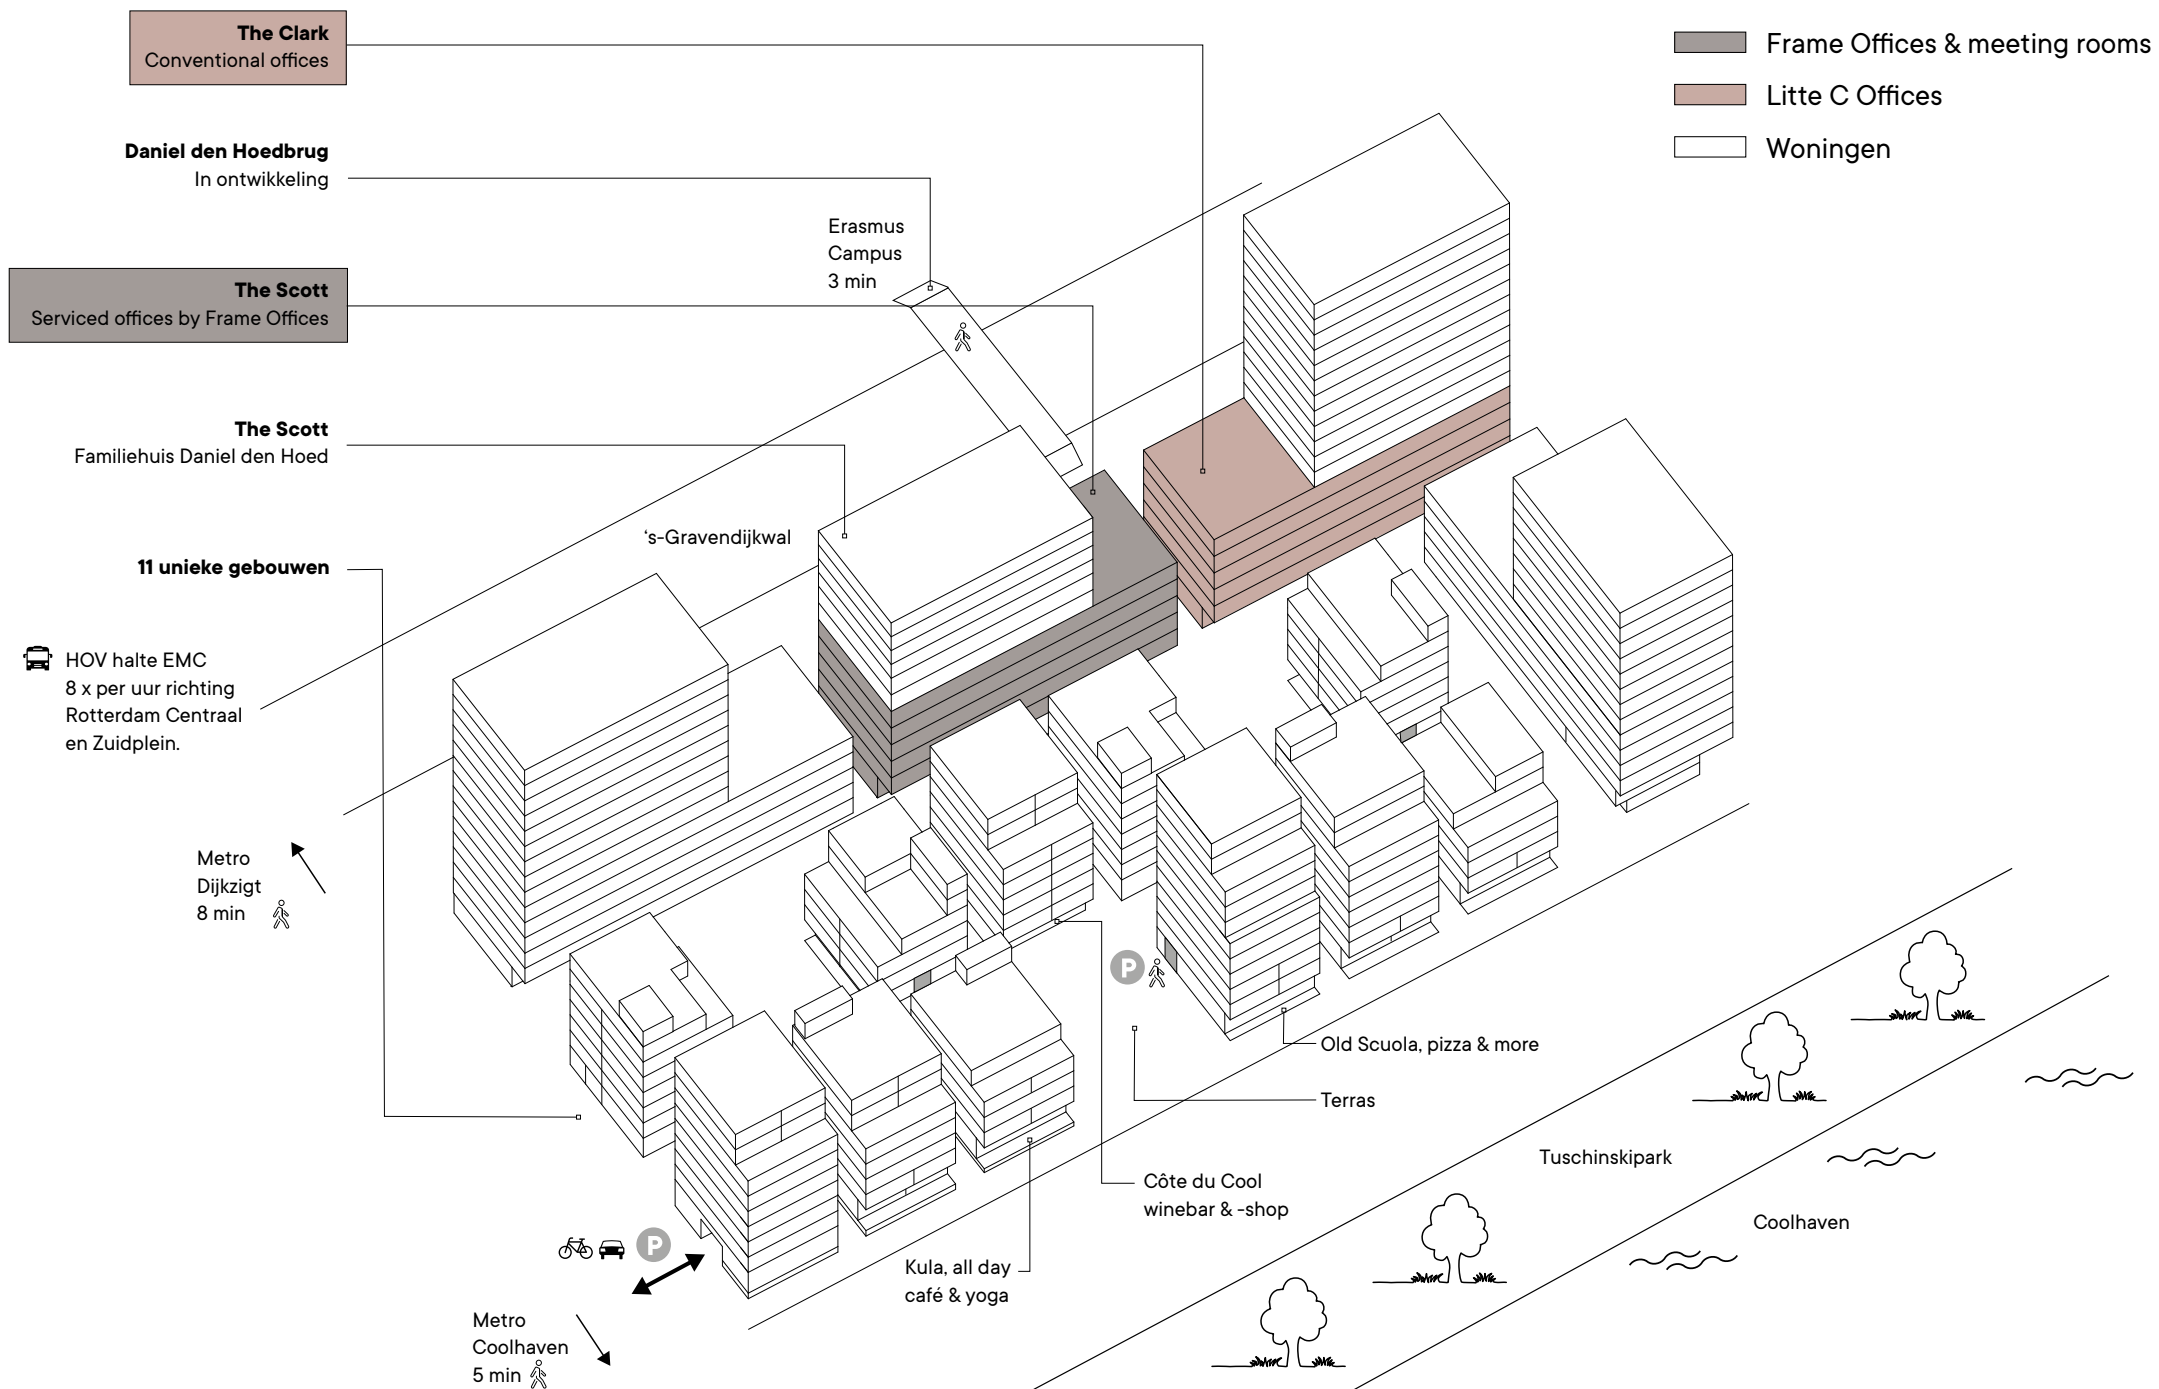 The Clark
Conventional offices
Daniel den Hoedbrug
In ontwikkeling
The Scott
Serviced offices by Frame Offices
The Scott
Familiehuis Daniel den Hoed
11 unieke gebouwen
HOV halte EMC
8 x per uur richting
Rotterdam Centraal
en Zuidplein.
Metro
Dijkzigt
8 min
Erasmus
Campus
3 min
‘s-Gravendijkwal
Frame Offices & meeting rooms
Litte C Offices
Woningen
P
Old Scuola, pizza & more
Terras
Côte du Cool
winebar & -shop
Kula, all day
café & yoga
P
Metro
Coolhaven
5 min
Tuschinskipark
Coolhaven